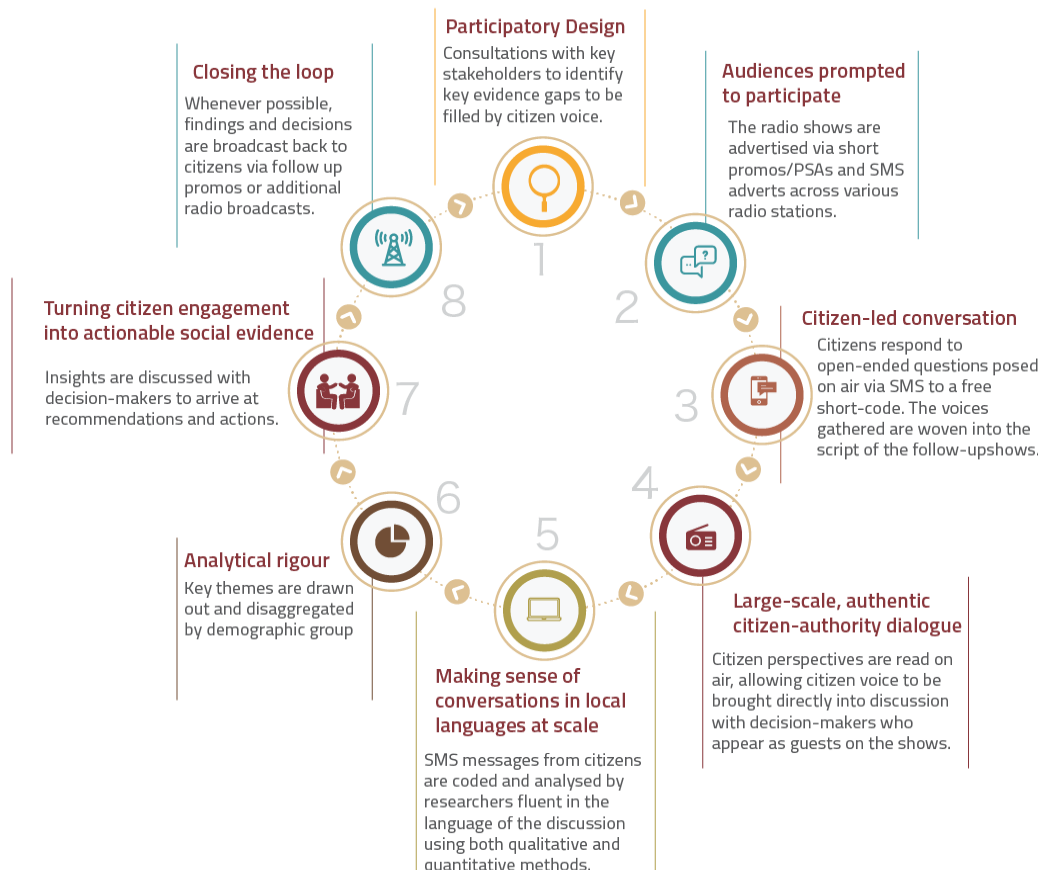 Participatory Design
Consultations with key
stakeholders to identify
key evidence gaps to be
filled by citizen voice.
1
Audiences prompted
to participate
The radio shows are
advertised via short
promos/PSAs and SMS
adverts across various
radio stations.
?
2
Citizen-led conversation
Citizens respond to
open-ended questions posed
on air via SMS to a free
short-code. The voices
gathered are woven into the
script of the follow-upshows.
3
4
Large-scale, authentic
citizen-authority dialogue
Citizen perspectives are read on
air, allowing citizen voice to be
brought directly into discussion
with decision-makers who
appear as guests on the shows.
5
Making sense of
conversations in local
languages at scale
SMS messages from citizens
are coded and analysed by
researchers fluent in the
language of the discussion
using both qualitative and
quantitative methods.
6
Analytical rigour
Key themes are drawn
out and disaggregated
by demographic group
7
Turning citizen engagement
into actionable social evidence
Insights are discussed with
decision-makers to arrive at
recommendations and actions.
8
Closing the loop
Whenever possible,
findings and decisions
are broadcast back to
citizens via follow up
promos or additional
radio broadcasts.